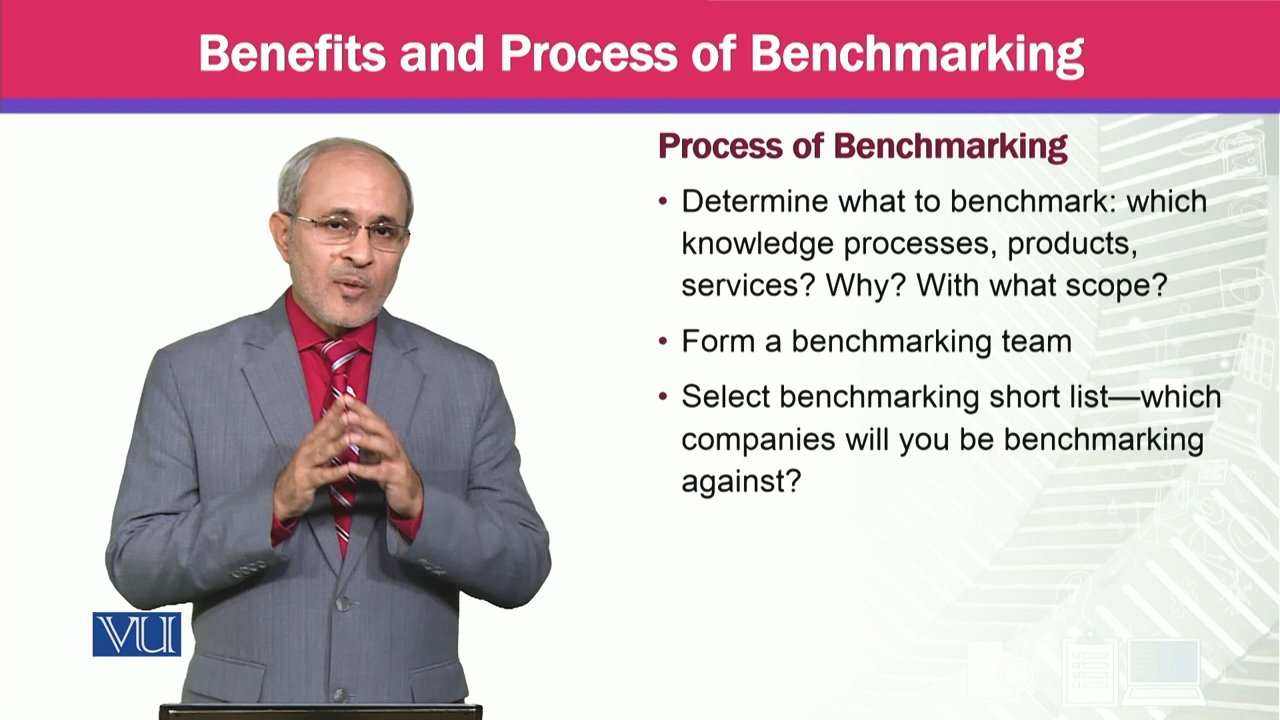 Benefits and Process of Benchmarking
Process of Benchmarking
• Determine what to benchmark: which
knowledge processes, products,
services? Why? With what scope?
• Form a benchmarking team
• Select benchmarking short list—which
companies will you be benchmarking
against?
VU